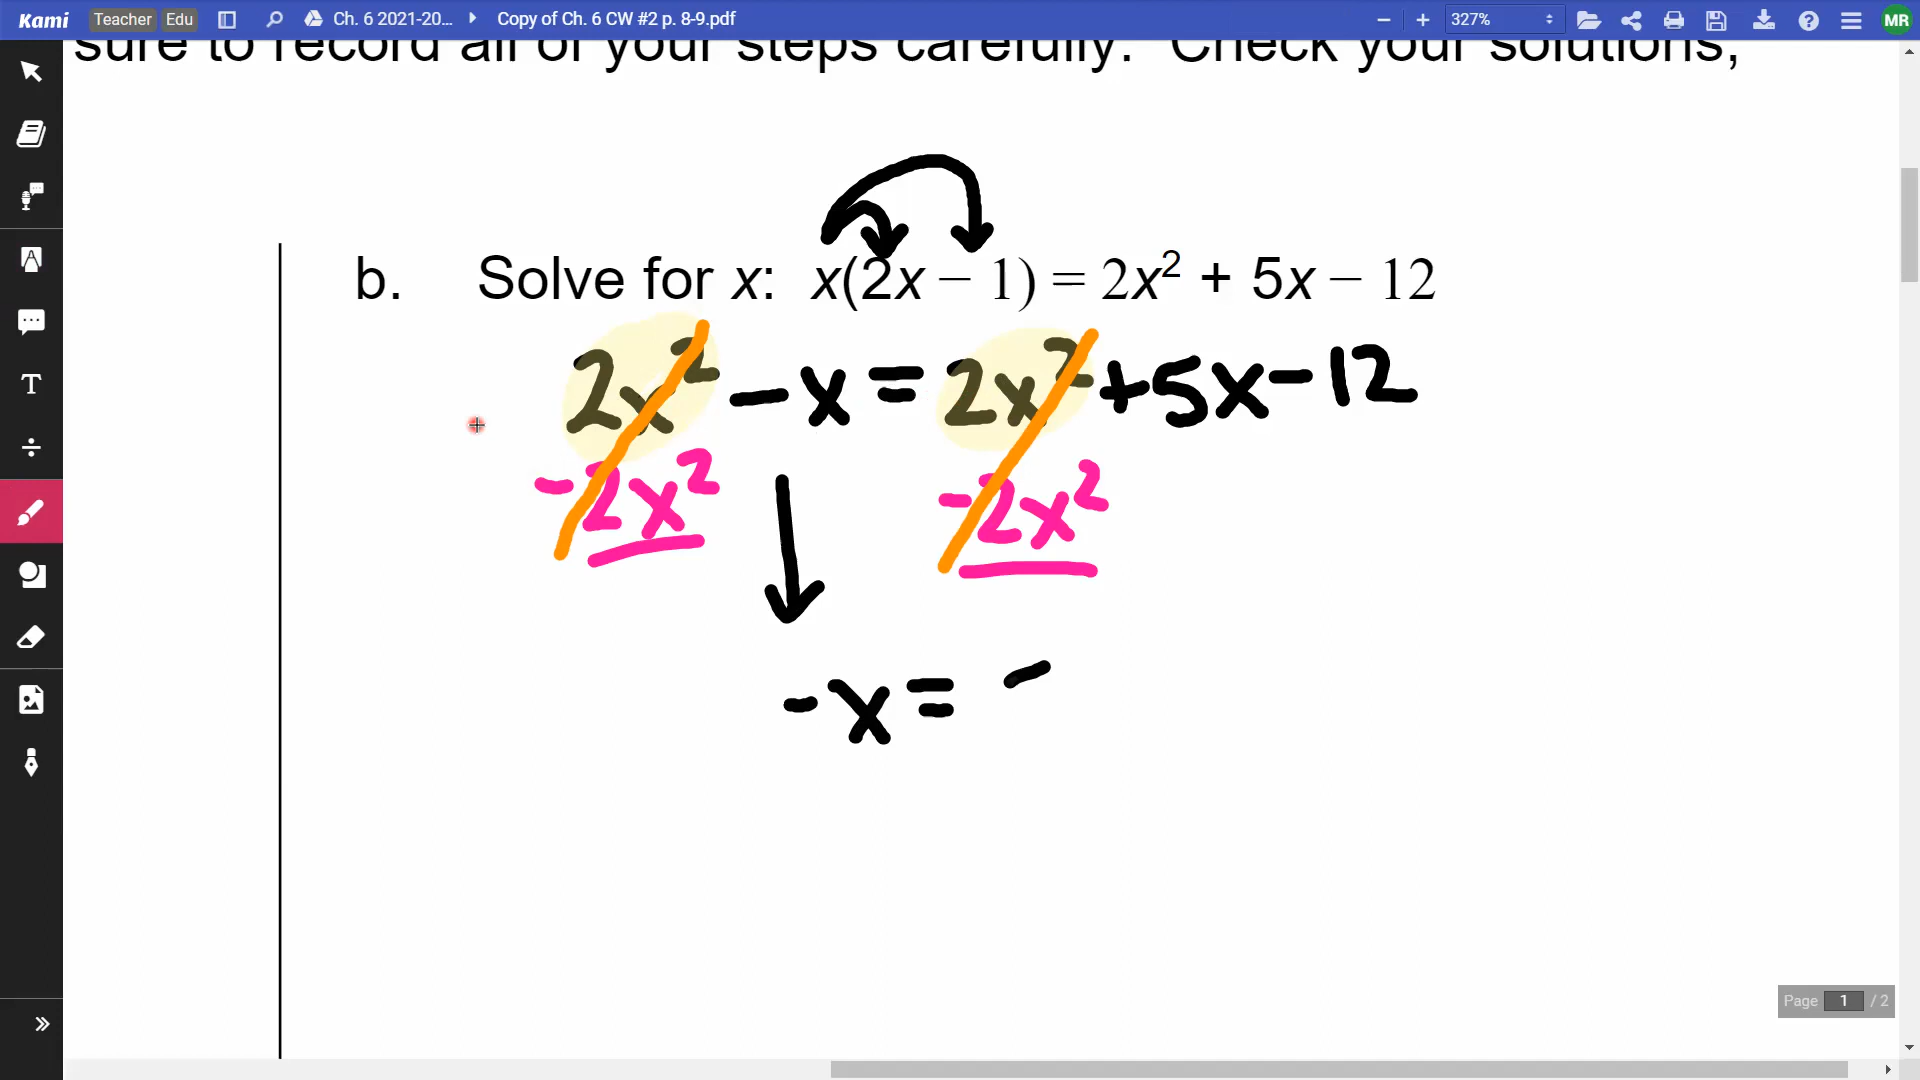 Kami Teacher Edu Ch. 6 2021-20... Copy of Ch. 6 CW #2 p. 8-9.pdf 327% MR
sure to record all of your steps carefully. Check your solutions,
b. Solve for x: x(2x − 1) = 2x² + 5x − 12
2x² - x = 2x² + 5x - 12
-2x² -2x²
-x = -
Page 1 / 2